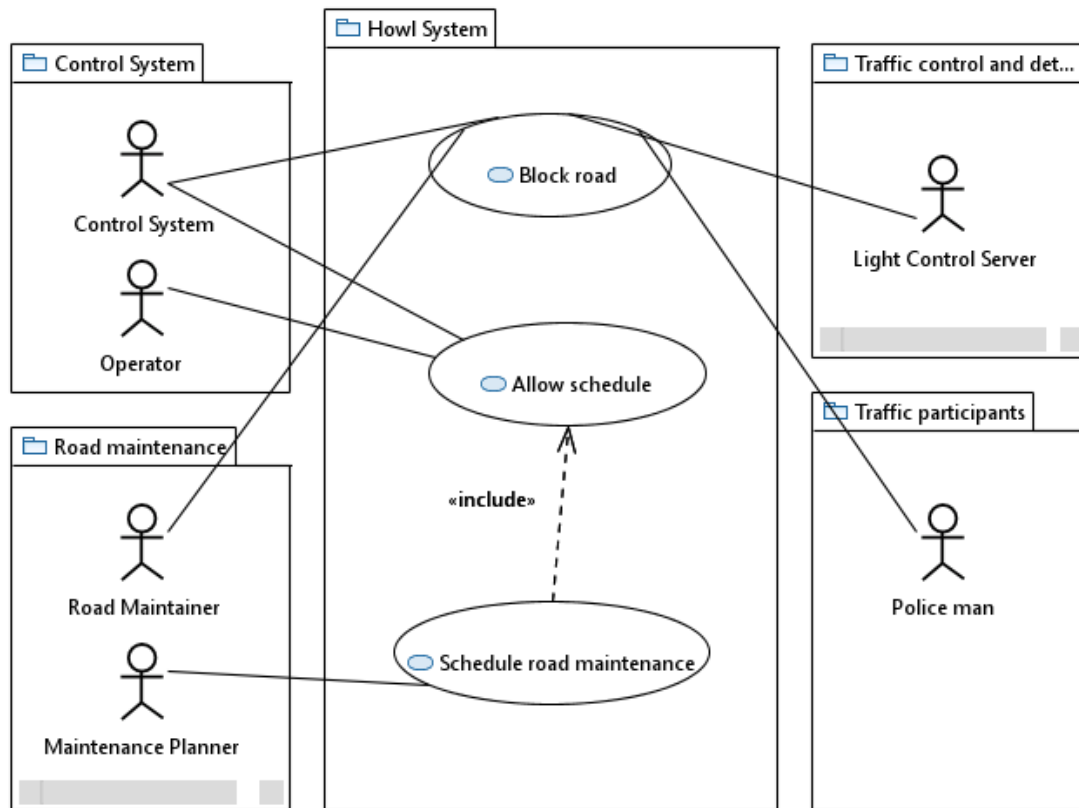 Howl System
Control System
Traffic control and det...
Block road
Control System
Light Control Server
Operator
Allow schedule
Traffic participants
Road maintenance
«include»
Road Maintainer
Police man
Schedule road maintenance
Maintenance Planner